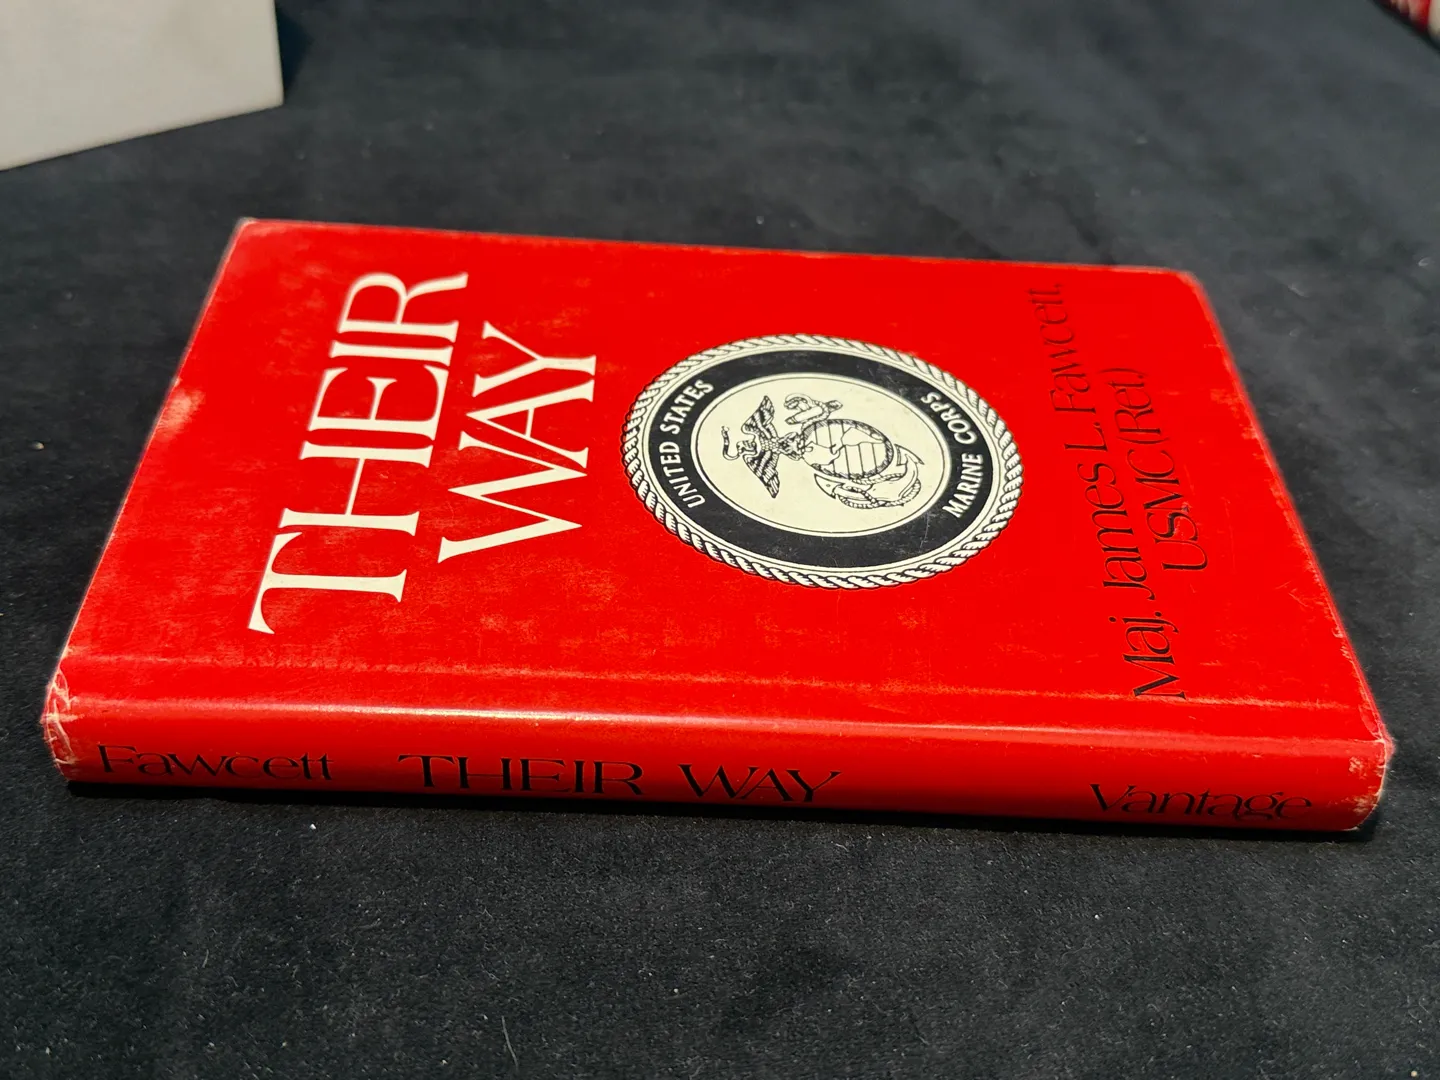 THEIR
WAY
UNITED STATES
MARINE CORPS
Maj. James L. Fawcett,
USMC (Ret)
Fawcett THEIR WAY Vantage